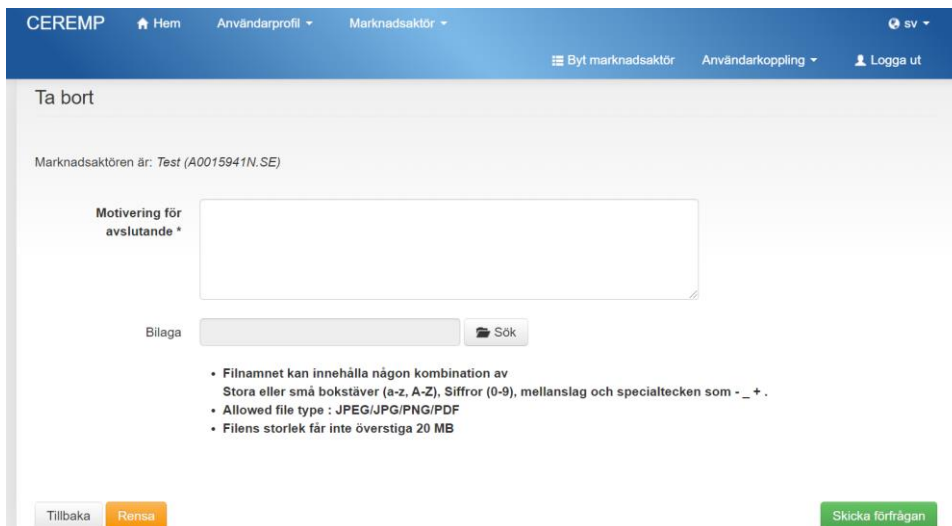 CEREMP Hem Användarprofil Marknadsaktör sv
Byt marknadsaktör Användarkoppling Logga ut
Ta bort
Marknadsaktören är: Test (A0015941N.SE)
Motivering för
avslutande *
Bilaga Sök
• Filnamnet kan innehålla någon kombination av
Stora eller små bokstäver (a-z, A-Z), Siffror (0-9), mellanslag och specialtecken som - _ + .
• Allowed file type : JPEG/JPG/PNG/PDF
• Filens storlek får inte överstiga 20 MB
Tillbaka Rensa Skicka förfrågan